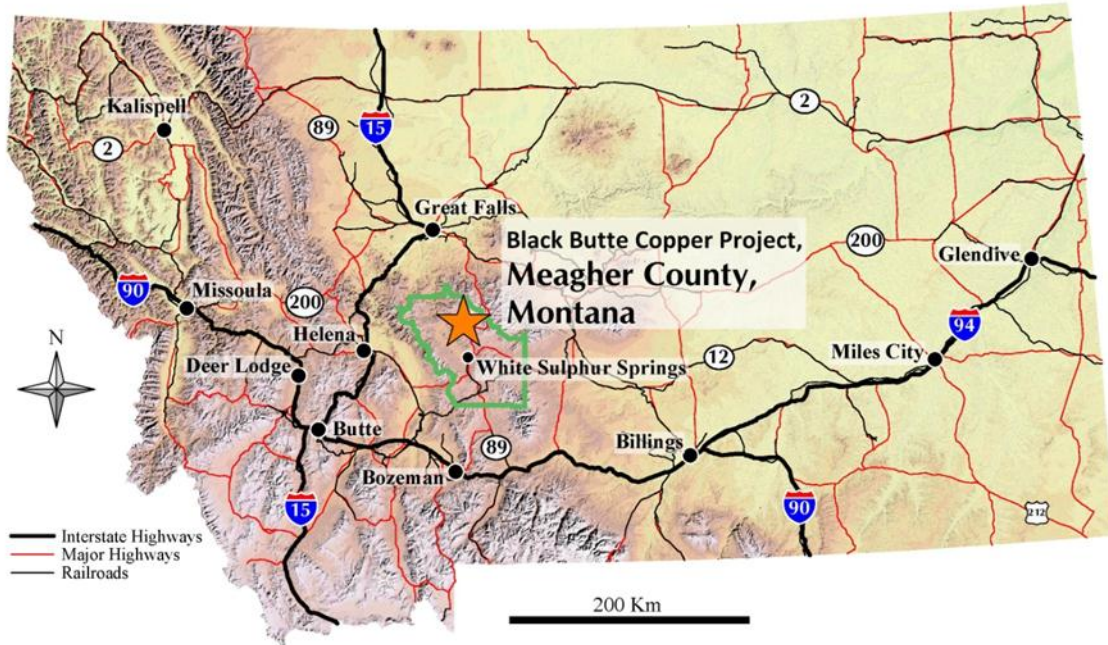 Kalispell
2
89
15
2
Great Falls
Black Butte Copper Project,
Meagher County,
Montana
200
Glendive
90
Missoula
200
Helena
94
N
Deer Lodge
White Sulphur Springs
12
Miles City
Butte
89
Billings
Bozeman
15
90
212
Interstate Highways
Major Highways
Railroads
200 Km